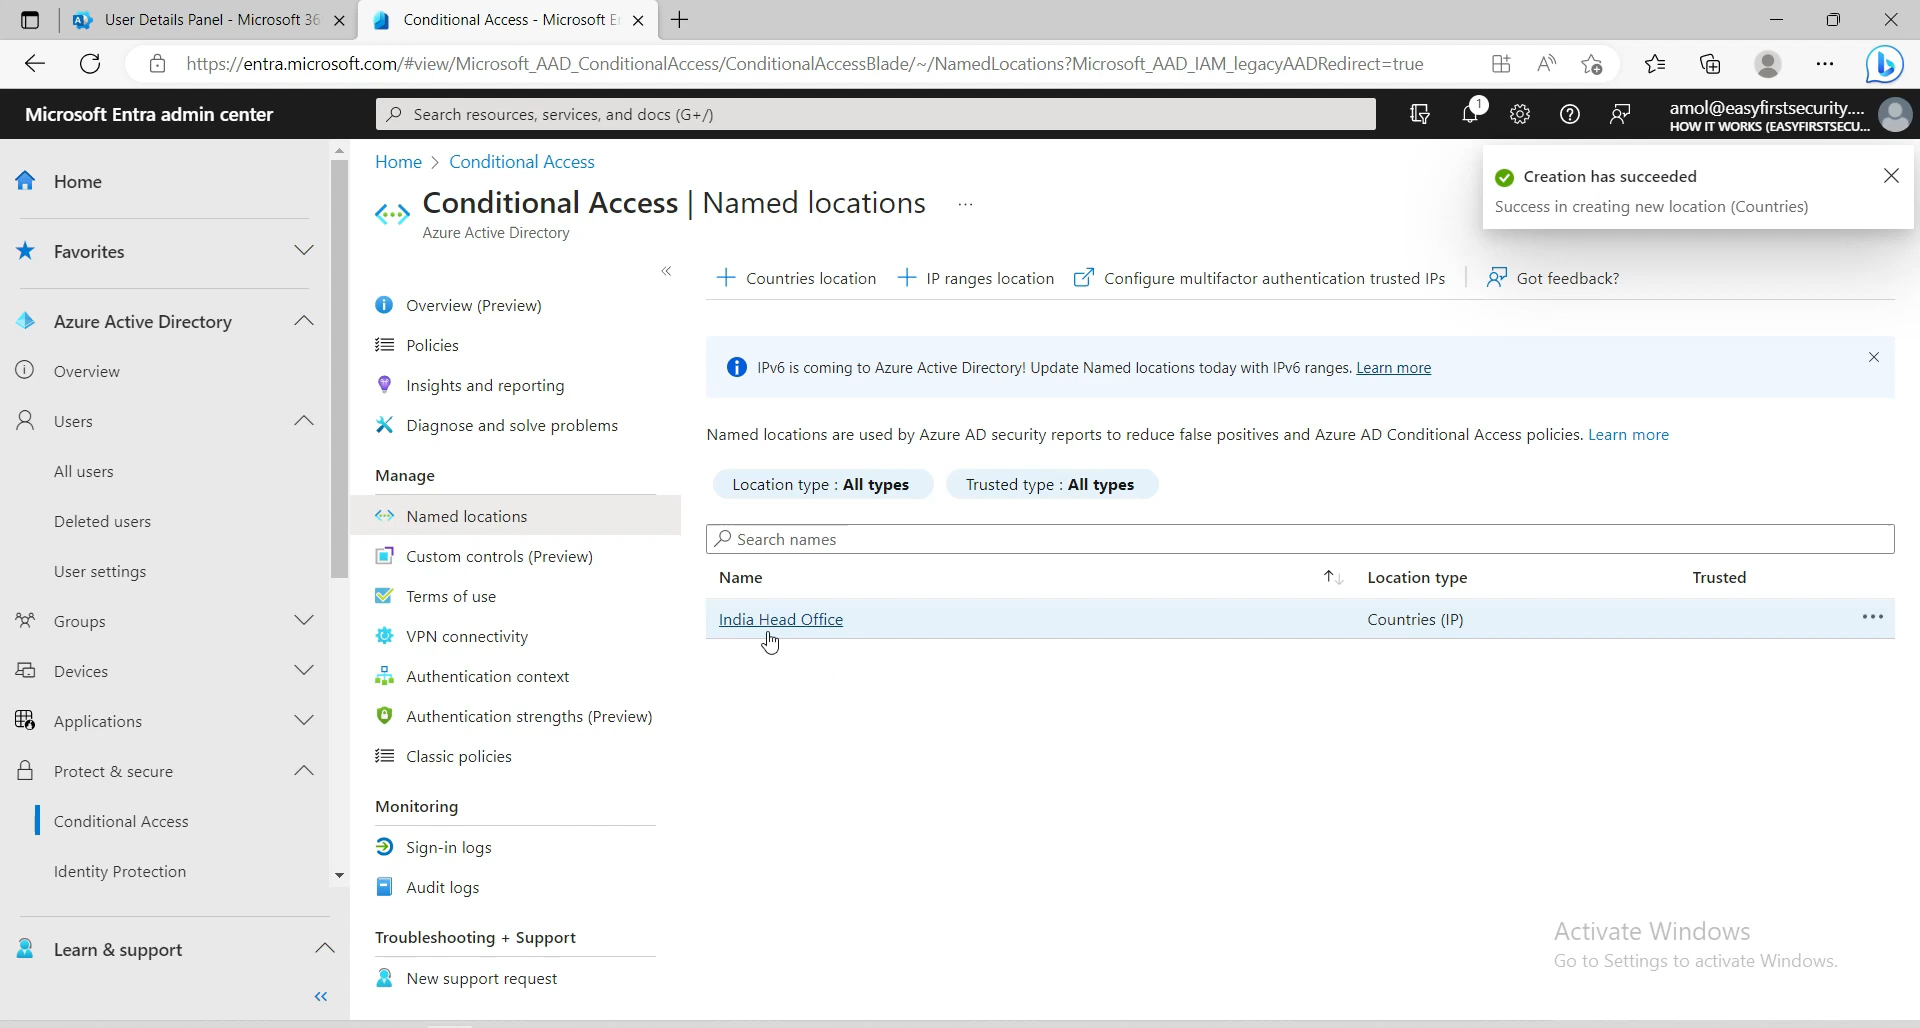 User Details Panel - Microsoft 36
Conditional Access - Microsoft E
https://entra.microsoft.com/#view/Microsoft_AAD_ConditionalAccess/ConditionalAccessBlade/~/NamedLocations?Microsoft_AAD_IAM_legacyAADRedirect=true
Microsoft Entra admin center
Search resources, services, and docs (G+/)
1
amol@easyfirstsecurity....
HOW IT WORKS (EASYFIRSTSECU...
Home
Favorites
Azure Active Directory
Overview
Users
All users
Deleted users
User settings
Groups
Devices
Applications
Protect & secure
Conditional Access
Identity Protection
Learn & support
Home > Conditional Access
Conditional Access | Named locations ...
Azure Active Directory
Creation has succeeded
Success in creating new location (Countries)
Overview (Preview)
Policies
Insights and reporting
Diagnose and solve problems
Manage
Named locations
Custom controls (Preview)
Terms of use
VPN connectivity
Authentication context
Authentication strengths (Preview)
Classic policies
Monitoring
Sign-in logs
Audit logs
Troubleshooting + Support
New support request
Countries location
IP ranges location
Configure multifactor authentication trusted IPs
Got feedback?
IPv6 is coming to Azure Active Directory! Update Named locations today with IPv6 ranges. Learn more
Named locations are used by Azure AD security reports to reduce false positives and Azure AD Conditional Access policies. Learn more
Location type : All types
Trusted type : All types
Search names
Name
Location type
Trusted
India Head Office
Countries (IP)
Activate Windows
Go to Settings to activate Windows.